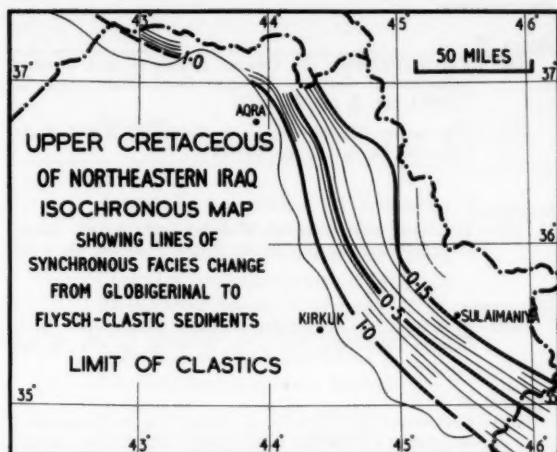 43°
44°
45°
46°
1·0
50 MILES
37°
37°
AQRA
UPPER CRETACEOUS
OF NORTHEASTERN IRAQ
ISOCHRONOUS MAP
SHOWING LINES OF
SYNCHRONOUS FACIES CHANGE
FROM GLOBIGERINAL TO
FLYSCH-CLASTIC SEDIMENTS
36°
0·15
0·5
1·0
SULAIMANIYA
KIRKUK
LIMIT OF CLASTICS
35°
35°
43°
44°
45°
46°